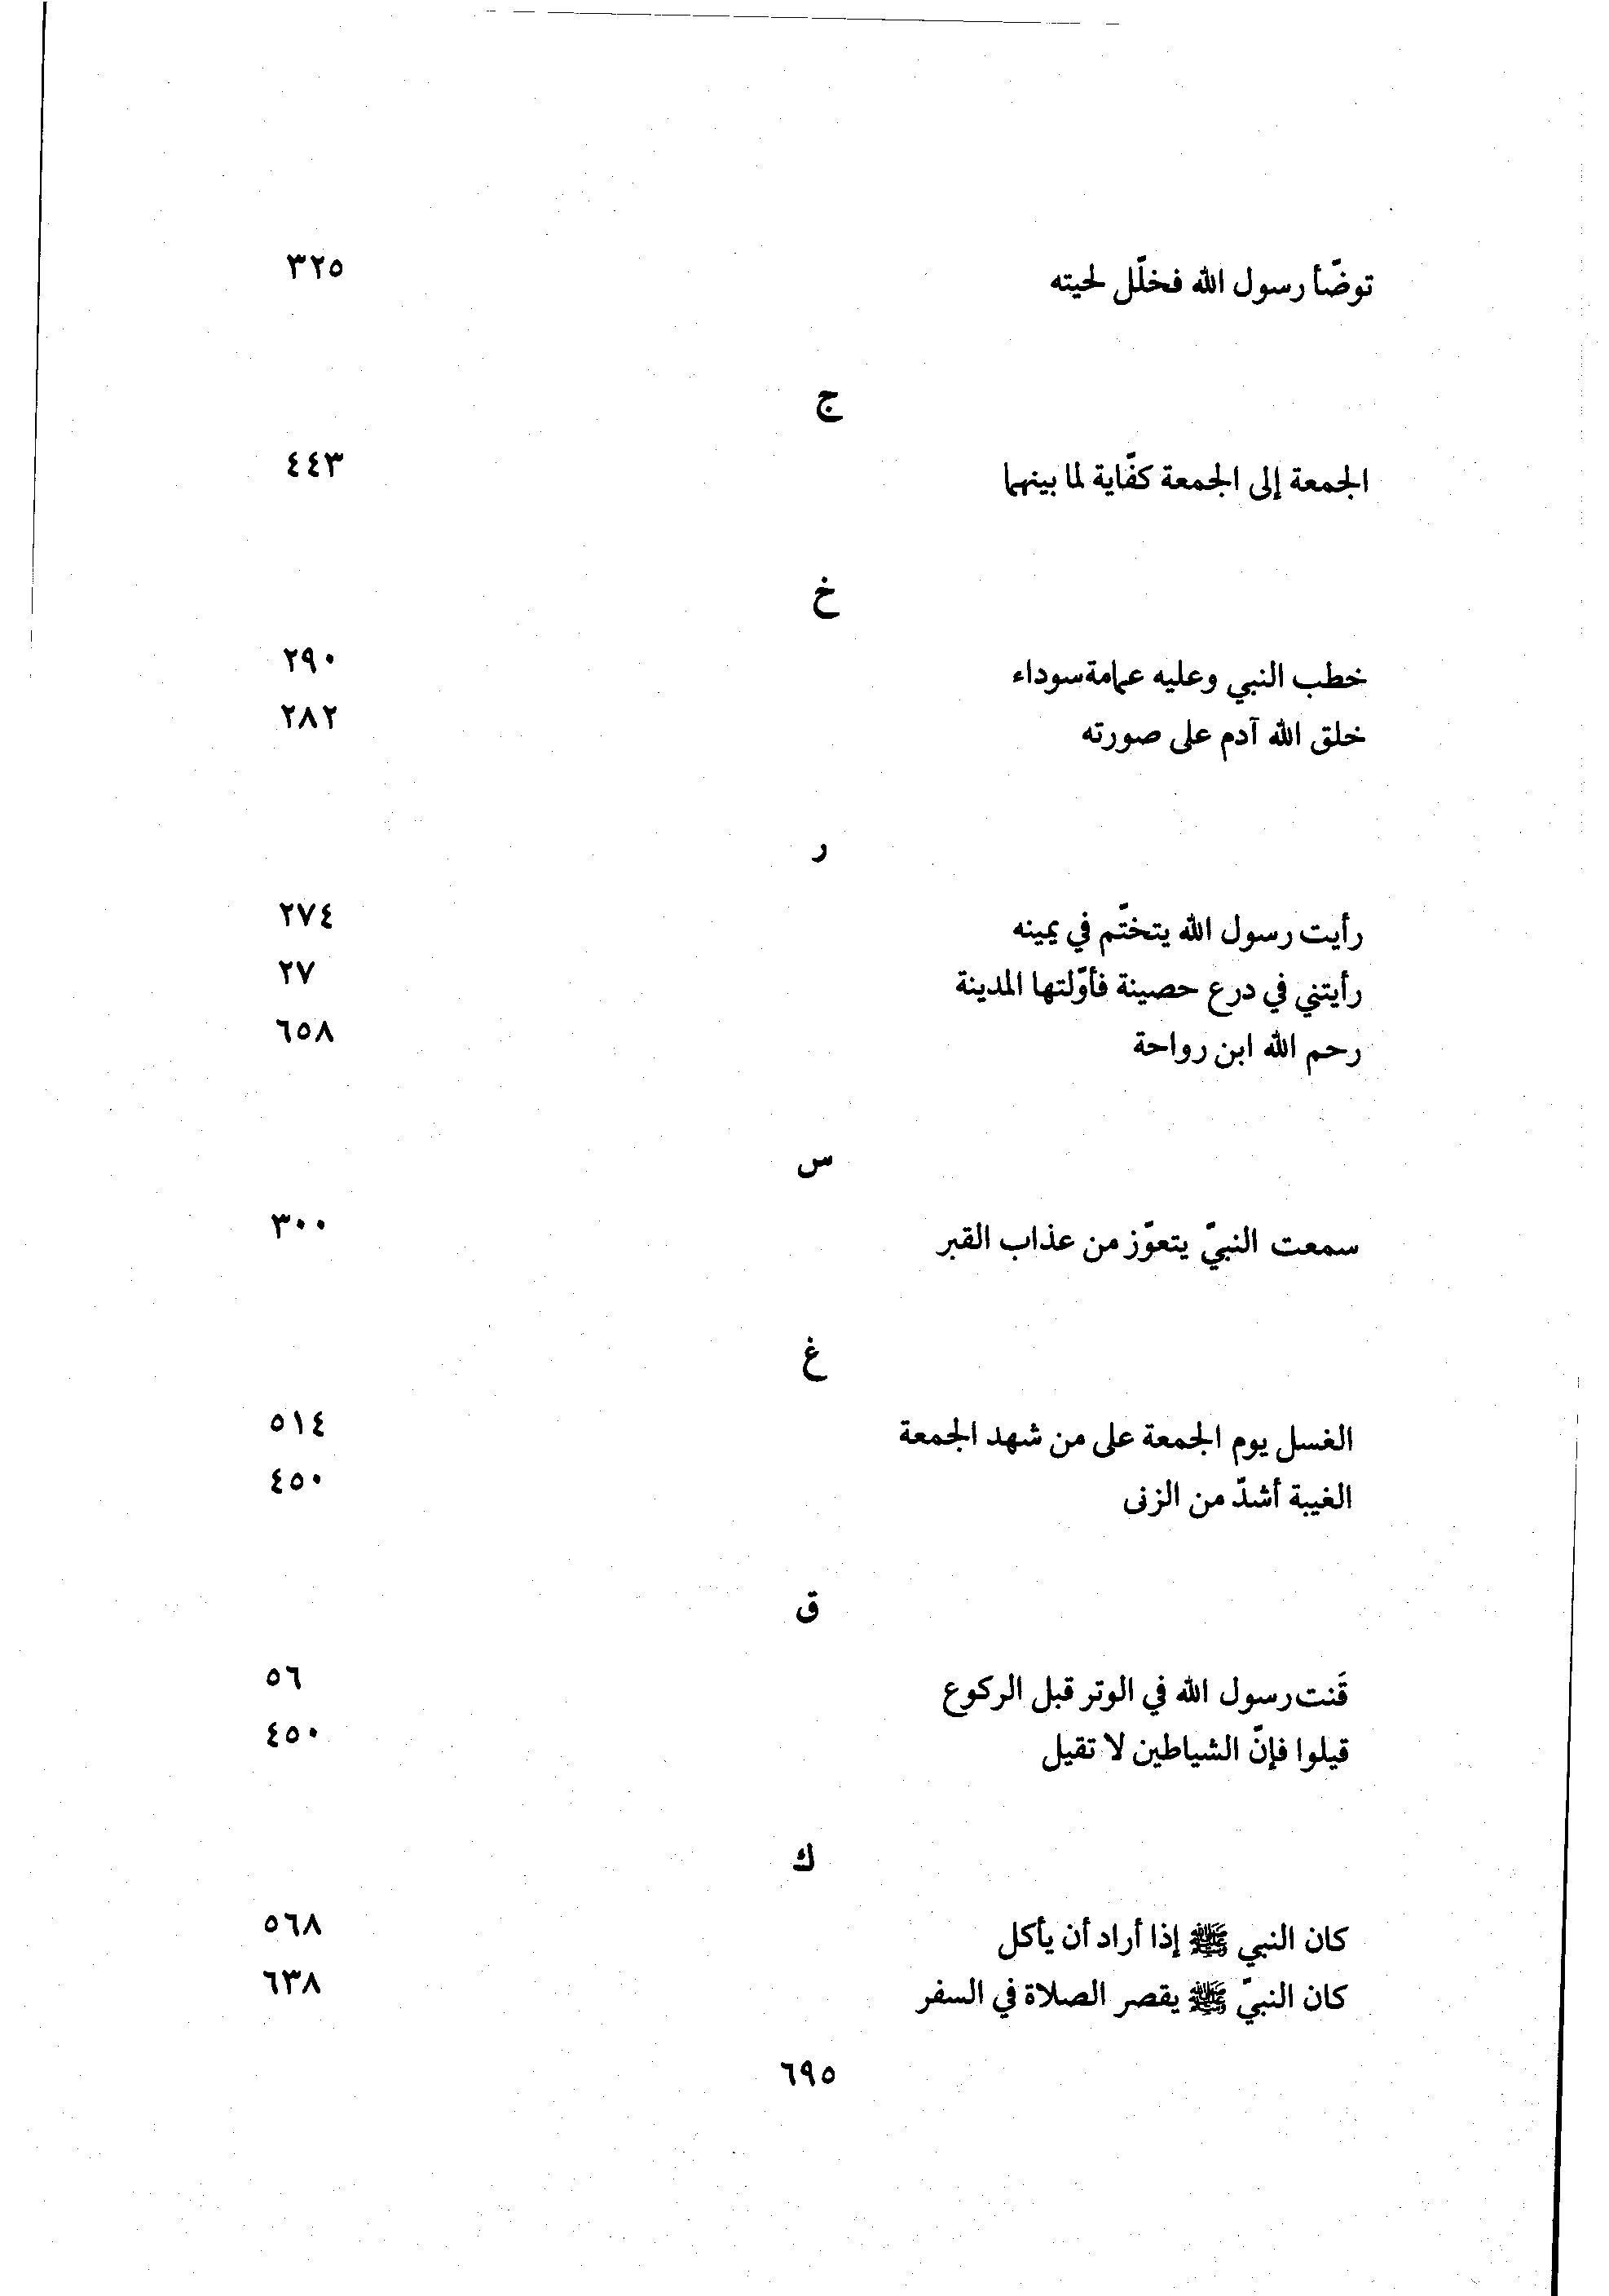 توضّأ رسول الله فخلّل لحيته ٣٢٥
ج
الجمعة إلى الجمعة كفّاية لما بينهما ٤٤٣
خ
خطب النبي وعليه عمامة سوداء ٢٩٠
خلق الله آدم على صورته ٢٨٢
ر
رأيت رسول الله يتختّم في يمينه ٢٧٤
رأيتني في درع حصينة فأوّلتها المدينة ٢٧
رحم الله ابن رواحة ٦٥٨
س
سمعت النبيّ يتعوّز من عذاب القبر ٣٠٠
غ
الغسل يوم الجمعة على من شهد الجمعة ٥١٤
الغيبة أشدّ من الزنى ٤٥٠
ق
قَنت رسول الله في الوتر قبل الركوع ٥٦
قيلوا فإنّ الشياطين لا تقيل ٤٥٠
ك
كان النبي ﷺ إذا أراد أن يأكل ٥٦٨
كان النبيّ ﷺ يقصر الصلاة في السفر ٦٣٨
٦٩٥